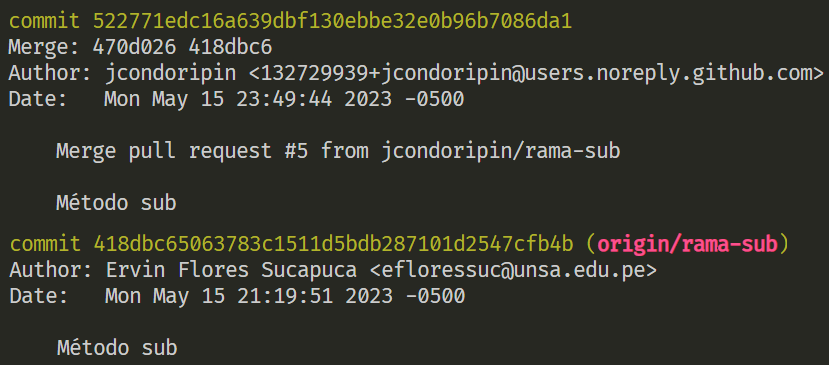 commit 522771edc16a639dbf130ebbe32e0b96b7086da1
Merge: 470d026 418dbc6
Author: jcondoripin <132729939+jcondoripin@users.noreply.github.com>
Date:   Mon May 15 23:49:44 2023 -0500
    Merge pull request #5 from jcondoripin/rama-sub
    Método sub
commit 418dbc65063783c1511d5bdb287101d2547cfb4b (origin/rama-sub)
Author: Ervin Flores Sucapuca <efloressuc@unsa.edu.pe>
Date:   Mon May 15 21:19:51 2023 -0500
    Método sub